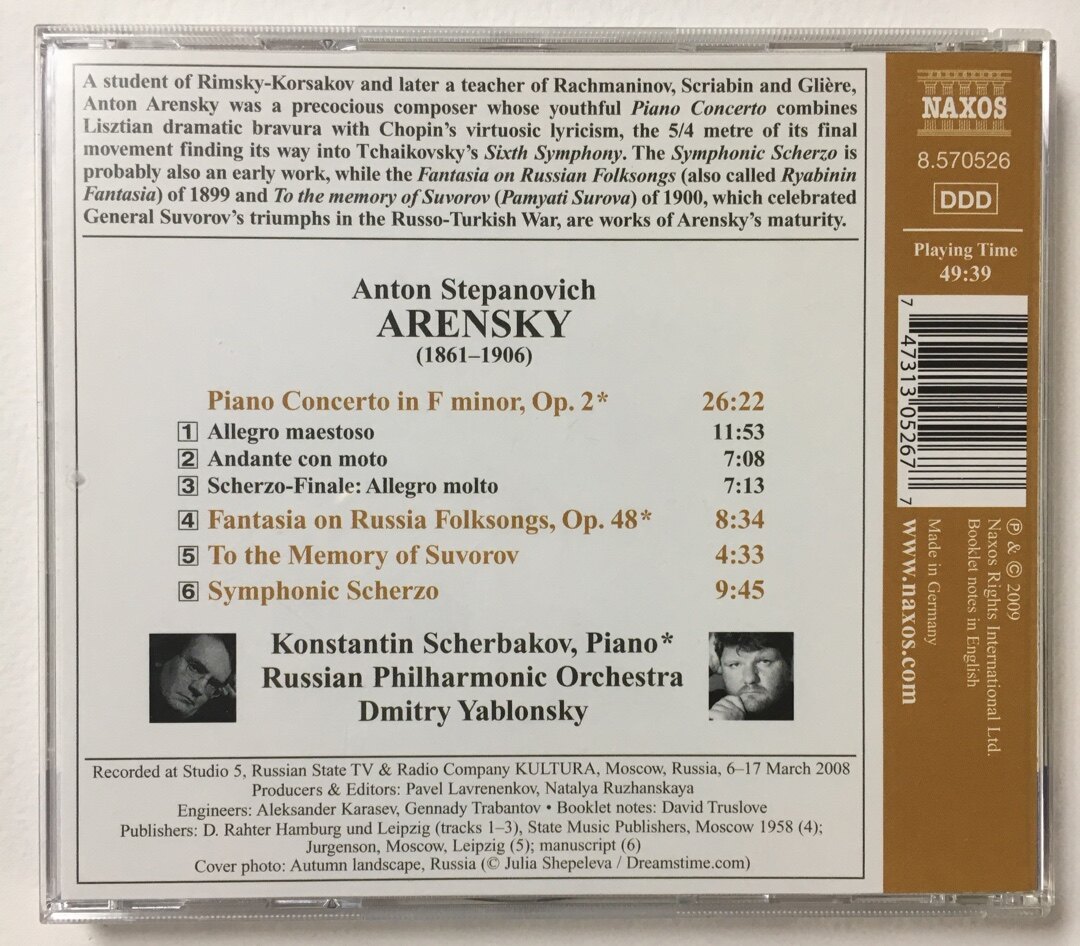 A student of Rimsky-Korsakov and later a teacher of Rachmaninov, Scriabin and Glière,
Anton Arensky was a precocious composer whose youthful Piano Concerto combines
Lisztian dramatic bravura with Chopin's virtuosic lyricism, the 5/4 metre of its final
movement finding its way into Tchaikovsky's Sixth Symphony. The Symphonic Scherzo is
probably also an early work, while the Fantasia on Russian Folksongs (also called Ryabinin
Fantasia) of 1899 and To the memory of Suvorov (Pamyati Surova) of 1900, which celebrated
General Suvorov's triumphs in the Russo-Turkish War, are works of Arensky's maturity.
Anton Stepanovich
ARENSKY
(1861–1906)
Piano Concerto in F minor, Op. 2* 26:22
1 Allegro maestoso 11:53
2 Andante con moto 7:08
3 Scherzo-Finale: Allegro molto 7:13
4 Fantasia on Russia Folksongs, Op. 48* 8:34
5 To the Memory of Suvorov 4:33
6 Symphonic Scherzo 9:45
Konstantin Scherbakov, Piano*
Russian Philharmonic Orchestra
Dmitry Yablonsky
Recorded at Studio 5, Russian State TV & Radio Company KULTURA, Moscow, Russia, 6–17 March 2008
Producers & Editors: Pavel Lavrenenkov, Natalya Ruzhanskaya
Engineers: Aleksander Karasev, Gennady Trabantov • Booklet notes: David Truslove
Publishers: D. Rahter Hamburg und Leipzig (tracks 1–3), State Music Publishers, Moscow 1958 (4);
Jurgenson, Moscow, Leipzig (5); manuscript (6)
Cover photo: Autumn landscape, Russia (© Julia Shepeleva / Dreamstime.com)
NAXOS
8.570526
DDD
Playing Time
49:39
7 47313 05267 7
℗ & © 2009
Naxos Rights International Ltd.
Booklet notes in English
Made in Germany
www.naxos.com